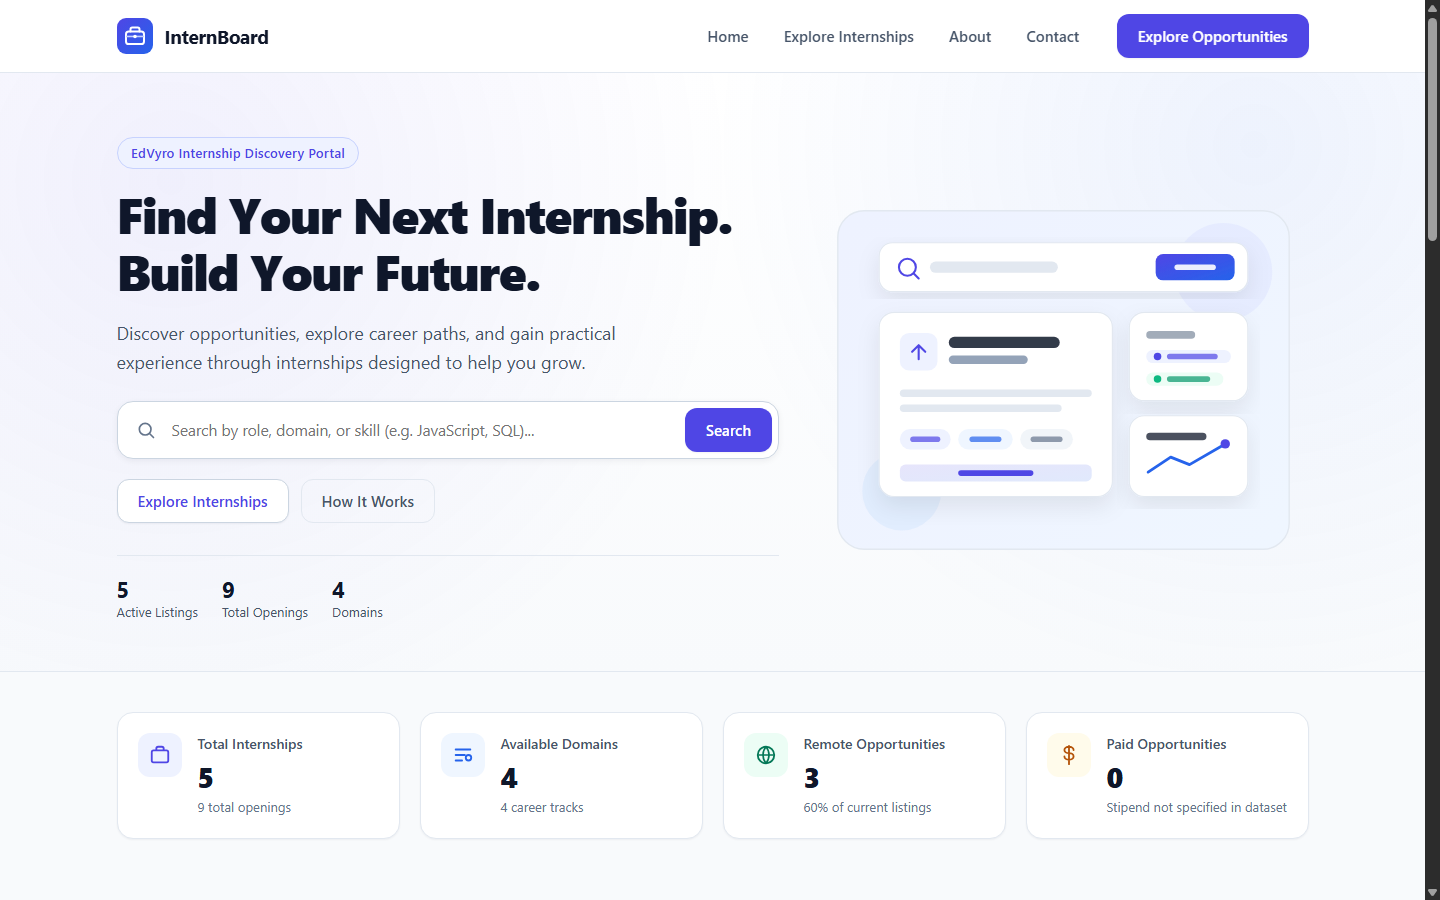 InternBoard
Home
Explore Internships
About
Contact
Explore Opportunities
EdVyro Internship Discovery Portal
Find Your Next Internship.
Build Your Future.
Discover opportunities, explore career paths, and gain practical
experience through internships designed to help you grow.
Search by role, domain, or skill (e.g. JavaScript, SQL)...
Search
Explore Internships
How It Works
5
Active Listings
9
Total Openings
4
Domains
Total Internships
5
9 total openings
Available Domains
4
4 career tracks
Remote Opportunities
3
60% of current listings
Paid Opportunities
0
Stipend not specified in dataset